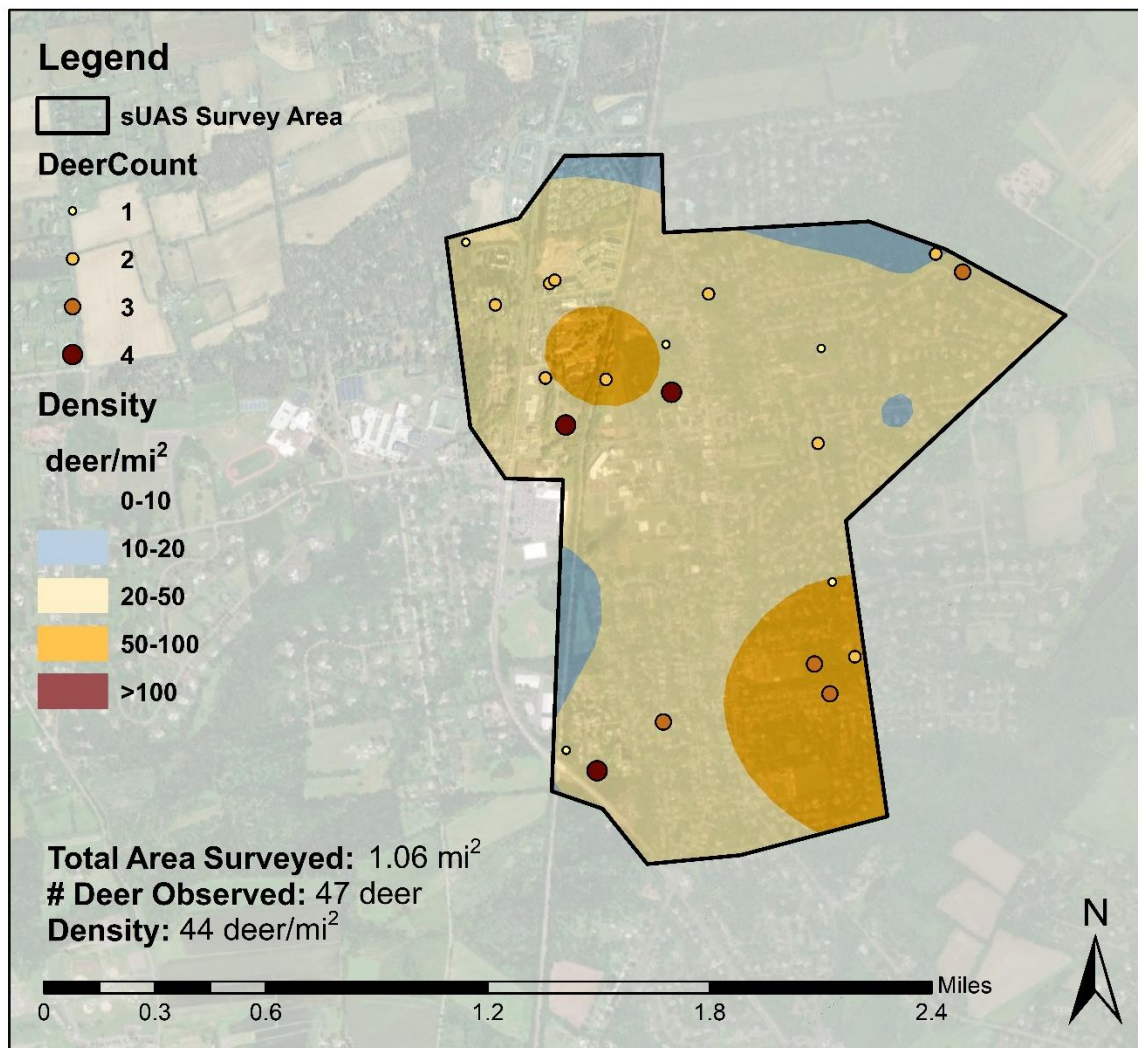 Legend
sUAS Survey Area
DeerCount
1
2
3
4
Density
deer/mi²
0-10
10-20
20-50
50-100
>100
Total Area Surveyed: 1.06 mi²
# Deer Observed: 47 deer
Density: 44 deer/mi²
N
Miles
0 0.3 0.6 1.2 1.8 2.4